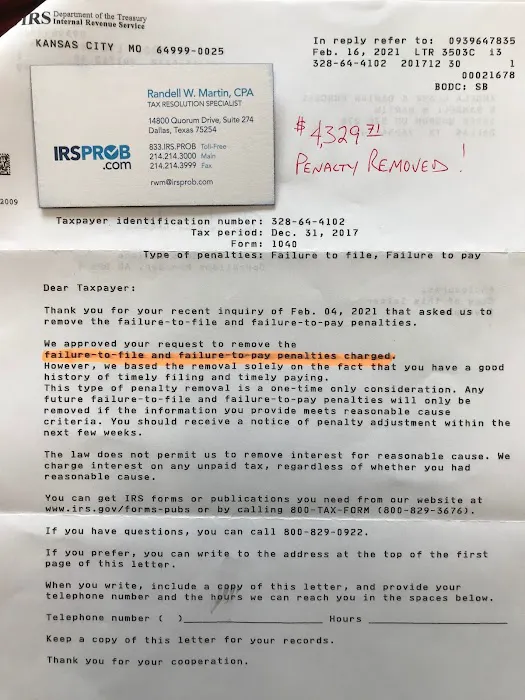 IRS Department of the Treasury
Internal Revenue Service
KANSAS CITY MO 64999-0025
In reply refer to: 0939647835
Feb. 16, 2021 LTR 3503C i3
328-64-4102 201712 30 1
00021678
BODC: SB
Randell W. Martin, CPA
TAX RESOLUTION SPECIALIST
14800 Quorum Drive, Suite 274
Dallas, Texas 75254
IRSPROB
.com
833.IRS.PROB Toll-Free
214.214.3000 Main
214.214.3999 Fax
rwm@irsprob.com
$4,329.71
PENALTY REMOVED!
2009
Taxpayer identification number: 328-64-4102
Tax period: Dec. 31, 2017
Form: 1040
Type of penalties: Failure to file, Failure to pay
Dear Taxpayer:
Thank you for your recent inquiry of Feb. 04, 2021 that asked us to
remove the failure-to-file and failure-to-pay penalties.
We approved your request to remove the
failure-to-file and failure-to-pay penalties charged.
However, we based the removal solely on the fact that you have a good
history of timely filing and timely paying.
This type of penalty removal is a one-time only consideration. Any
future failure-to-file and failure-to-pay penalties will only be
removed if the information you provide meets reasonable cause
criteria. You should receive a notice of penalty adjustment within the
next few weeks.
The law does not permit us to remove interest for reasonable cause. We
charge interest on any unpaid tax, regardless of whether you had
reasonable cause.
You can get IRS forms or publications you need from our website at
www.irs.gov/forms-pubs or by calling 800-TAX-FORM (800-829-3676).
If you have questions, you can call 800-829-0922.
If you prefer, you can write to the address at the top of the first
page of this letter.
When you write, include a copy of this letter, and provide your
telephone number and the hours we can reach you in the spaces below.
Telephone number ( ) Hours
Keep a copy of this letter for your records.
Thank you for your cooperation.